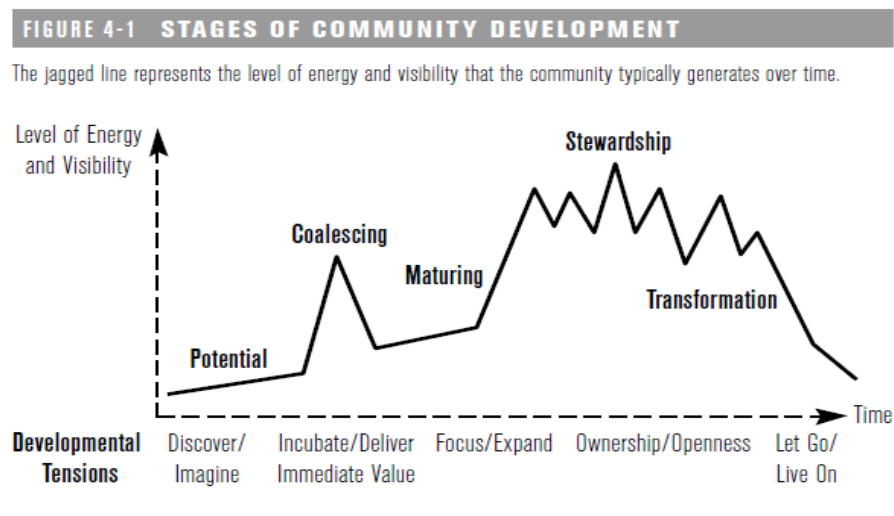 FIGURE 4-1 STAGES OF COMMUNITY DEVELOPMENT
The jagged line represents the level of energy and visibility that the community typically generates over time.
Level of Energy
and Visibility
Stewardship
Coalescing
Maturing
Transformation
Potential
Time
Developmental
Tensions
Discover/
Imagine
Incubate/Deliver
Immediate Value
Focus/Expand
Ownership/Openness
Let Go/
Live On